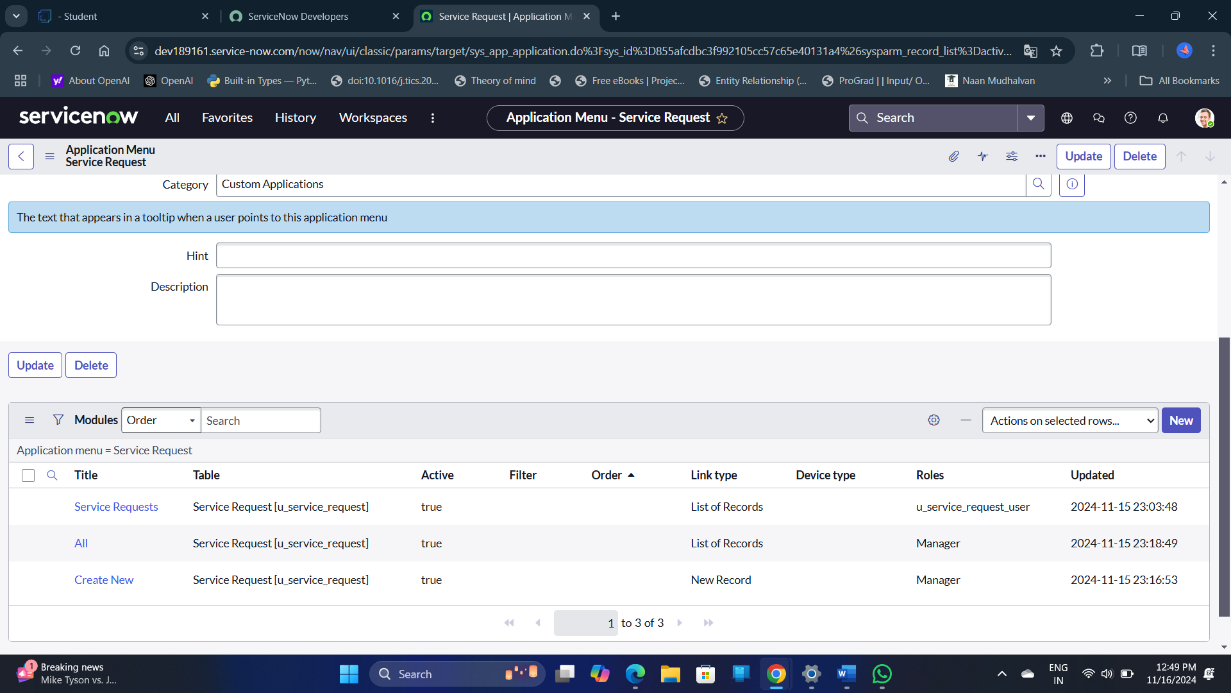 - Student
ServiceNow Developers
Service Request | Application M
dev189161.service-now.com/now/nav/ui/classic/params/target/sys_app_application.do%3Fsys_id%3D855afcdbc3f992105cc57c65e40131a4%26sysparm_record_list%3Dactiv...
About OpenAI
OpenAI
Built-in Types — Pyt...
doi:10.1016/j.tics.20...
Theory of mind
Free eBooks | Projec...
Entity Relationship (...
ProGrad | | Input/ O...
Naan Mudhalvan
»
All Bookmarks
servicenow
All
Favorites
History
Workspaces
Application Menu - Service Request
Search
Application Menu
Service Request
Update
Delete
Category
Custom Applications
The text that appears in a tooltip when a user points to this application menu
Hint
Description
Update
Delete
Modules
Order
Search
Actions on selected rows...
New
Application menu = Service Request
Title Table Active Filter Order Link type Device type Roles Updated
Service Requests Service Request [u_service_request] true List of Records u_service_request_user 2024-11-15 23:03:48
All Service Request [u_service_request] true List of Records Manager 2024-11-15 23:18:49
Create New Service Request [u_service_request] true New Record Manager 2024-11-15 23:16:53
1 to 3 of 3
1
Breaking news
Mike Tyson vs. J...
Search
ENG
IN
12:49 PM
11/16/2024